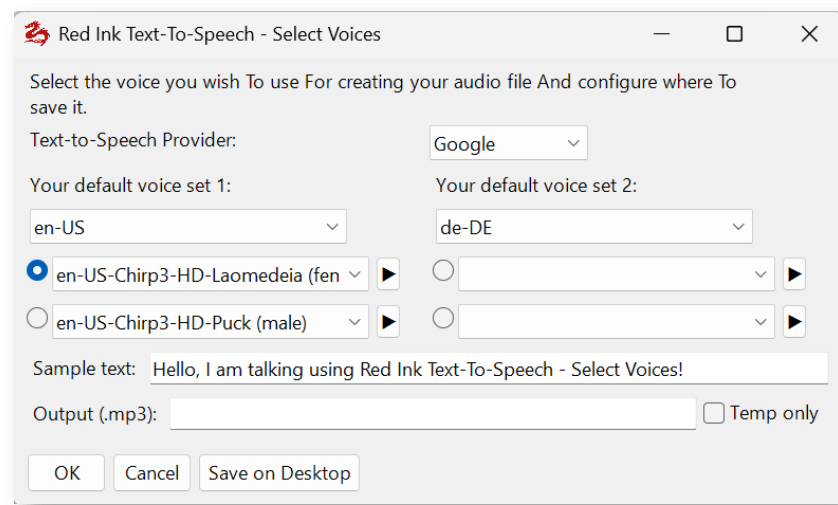 Red Ink Text-To-Speech - Select Voices
Select the voice you wish To use For creating your audio file And configure where To
save it.
Text-to-Speech Provider: Google
Your default voice set 1: Your default voice set 2:
en-US de-DE
en-US-Chirp3-HD-Laomedeia (fen
en-US-Chirp3-HD-Puck (male)
Sample text: Hello, I am talking using Red Ink Text-To-Speech - Select Voices!
Output (.mp3): Temp only
OK Cancel Save on Desktop